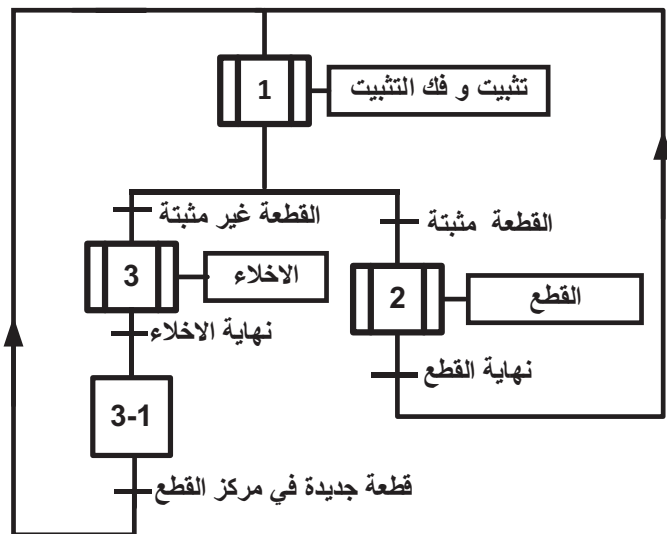 1
تثبيت و فك التثبيت
القطعة غير مثبتة
القطعة مثبتة
3
الاخلاء
2
القطع
نهاية الاخلاء
نهاية القطع
3-1
قطعة جديدة في مركز القطع